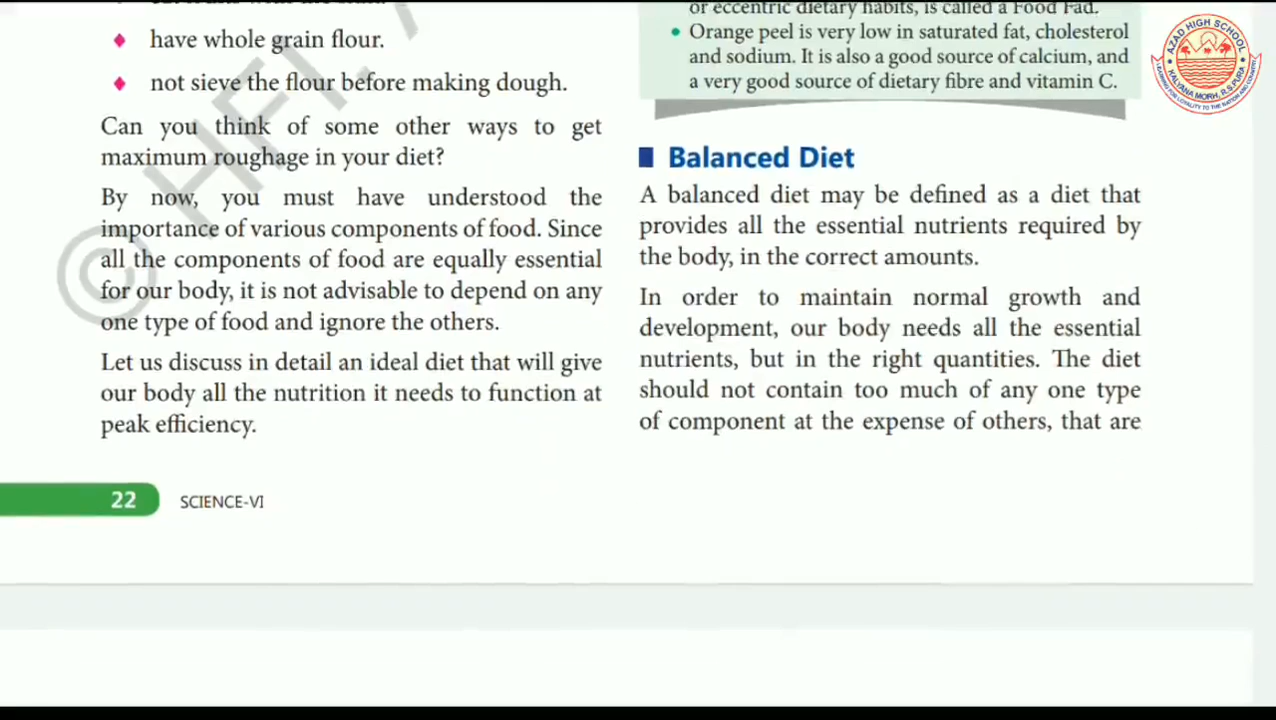 have whole grain flour.
not sieve the flour before making dough.
Can you think of some other ways to get
maximum roughage in your diet?
By now, you must have understood the
importance of various components of food. Since
all the components of food are equally essential
for our body, it is not advisable to depend on any
one type of food and ignore the others.
Let us discuss in detail an ideal diet that will give
our body all the nutrition it needs to function at
peak efficiency.
or eccentric dietary habits, is called a Food Fad.
• Orange peel is very low in saturated fat, cholesterol
and sodium. It is also a good source of calcium, and
a very good source of dietary fibre and vitamin C.
Balanced Diet
A balanced diet may be defined as a diet that
provides all the essential nutrients required by
the body, in the correct amounts.
In order to maintain normal growth and
development, our body needs all the essential
nutrients, but in the right quantities. The diet
should not contain too much of any one type
of component at the expense of others, that are
22 SCIENCE-VI
© HF
AZAD HIGH SCHOOL
KALYANA MORH, R.S.PURA